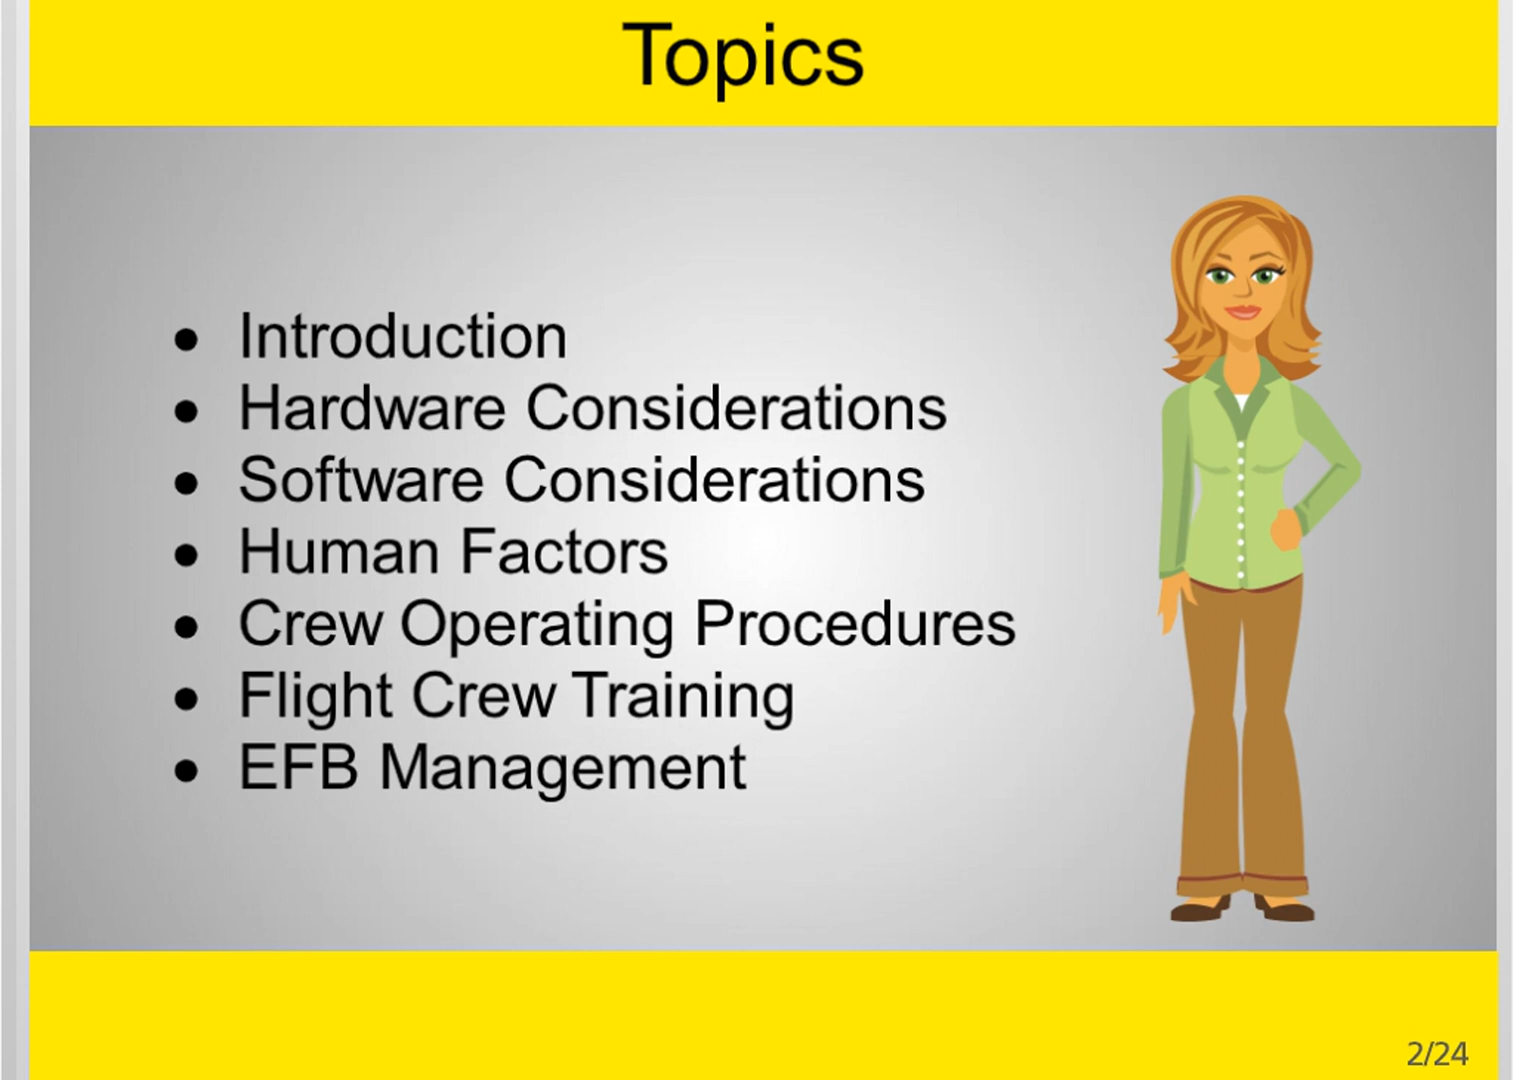 Topics
• Introduction
• Hardware Considerations
• Software Considerations
• Human Factors
• Crew Operating Procedures
• Flight Crew Training
• EFB Management
2/24